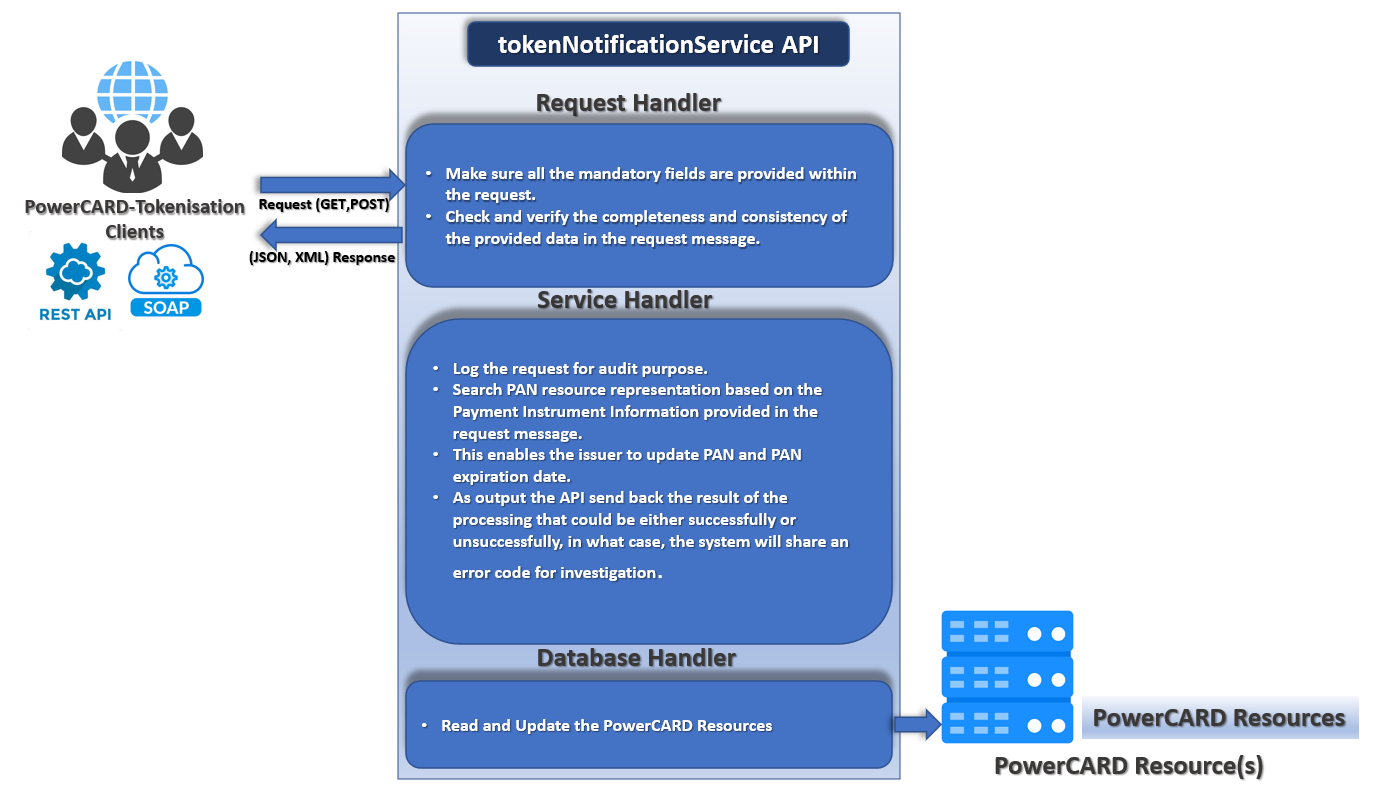 tokenNotificationService API
Request Handler
• Make sure all the mandatory fields are provided within
the request.
• Check and verify the completeness and consistency of
the provided data in the request message.
PowerCARD-Tokenisation
Clients
Request (GET,POST)
(JSON, XML) Response
REST API
SOAP
Service Handler
• Log the request for audit purpose.
• Search PAN resource representation based on the
Payment Instrument Information provided in the
request message.
• This enables the issuer to update PAN and PAN
expiration date.
• As output the API send back the result of the
processing that could be either successfully or
unsuccessfully, in what case, the system will share an
error code for investigation.
Database Handler
• Read and Update the PowerCARD Resources
PowerCARD Resources
PowerCARD Resource(s)